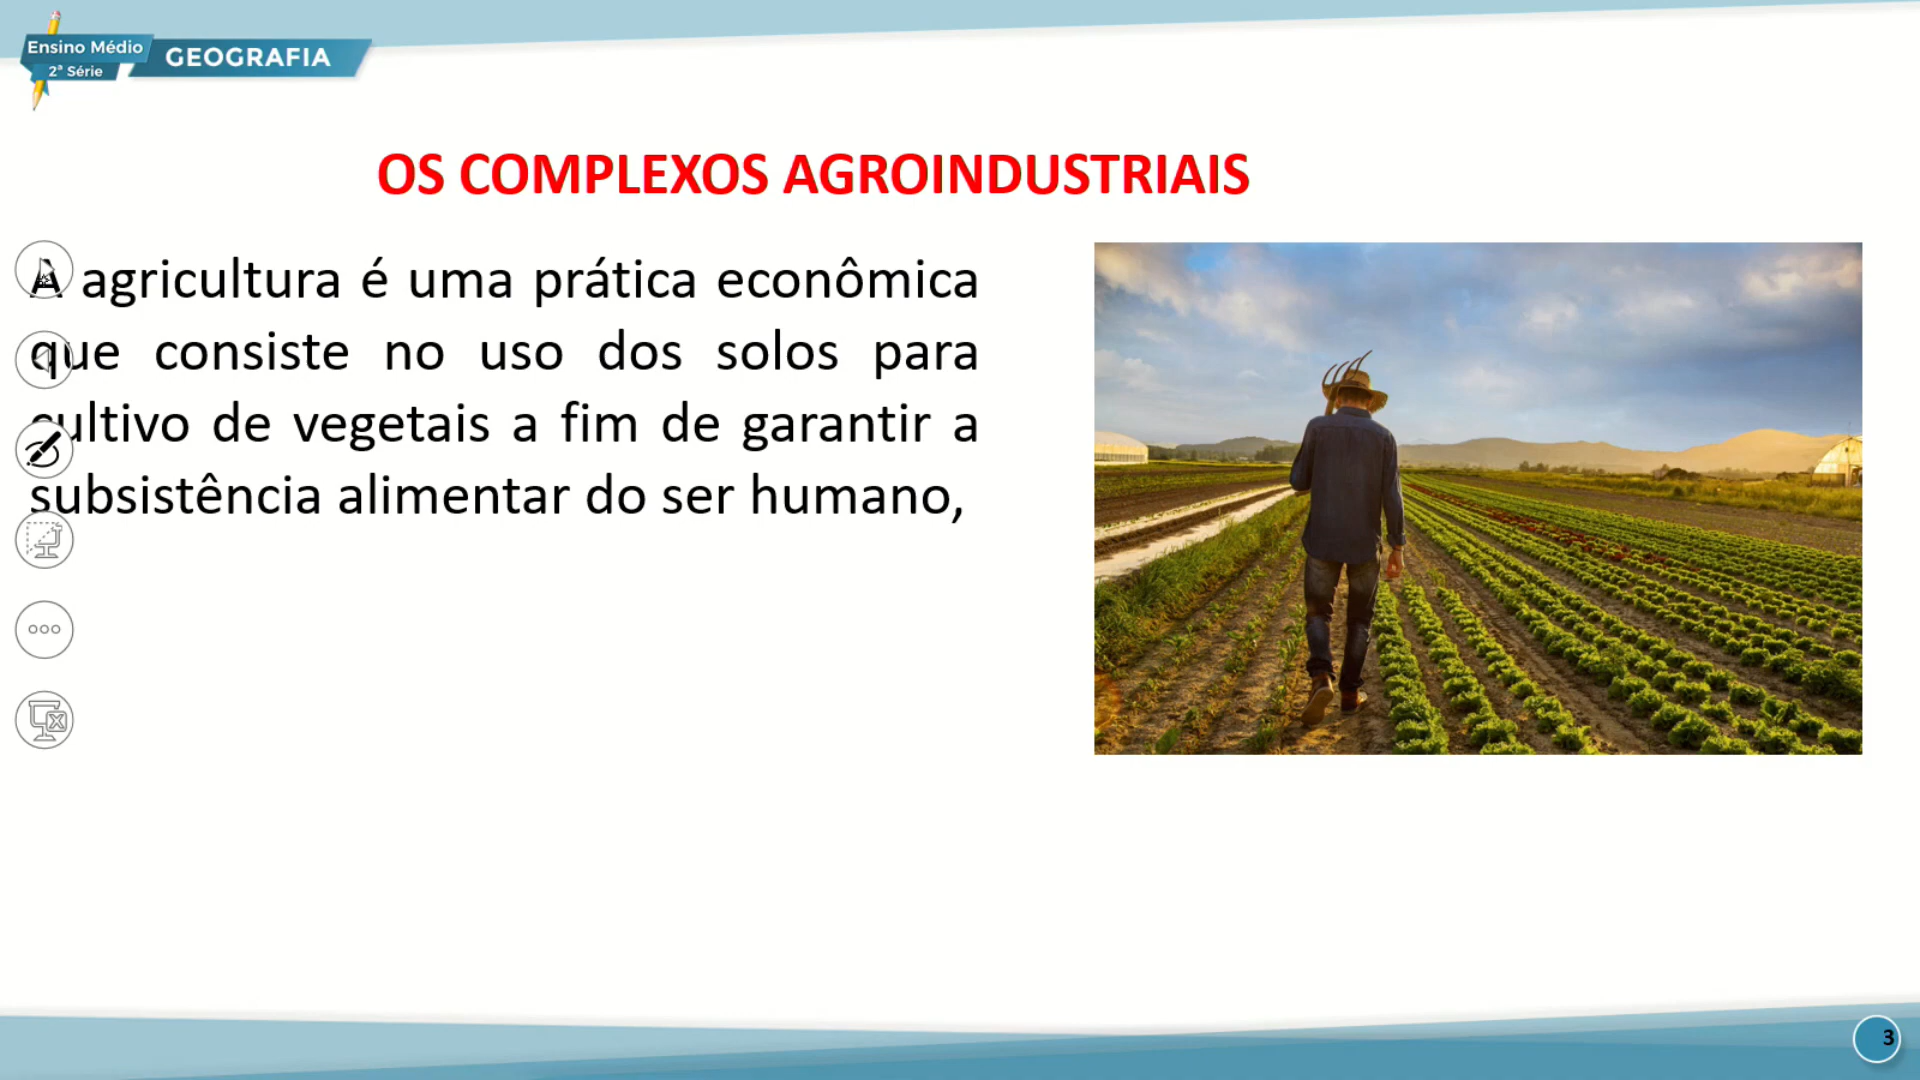 Ensino Médio
2ª Série
GEOGRAFIA
OS COMPLEXOS AGROINDUSTRIAIS
A agricultura é uma prática econômica
que consiste no uso dos solos para
cultivo de vegetais a fim de garantir a
subsistência alimentar do ser humano,
3